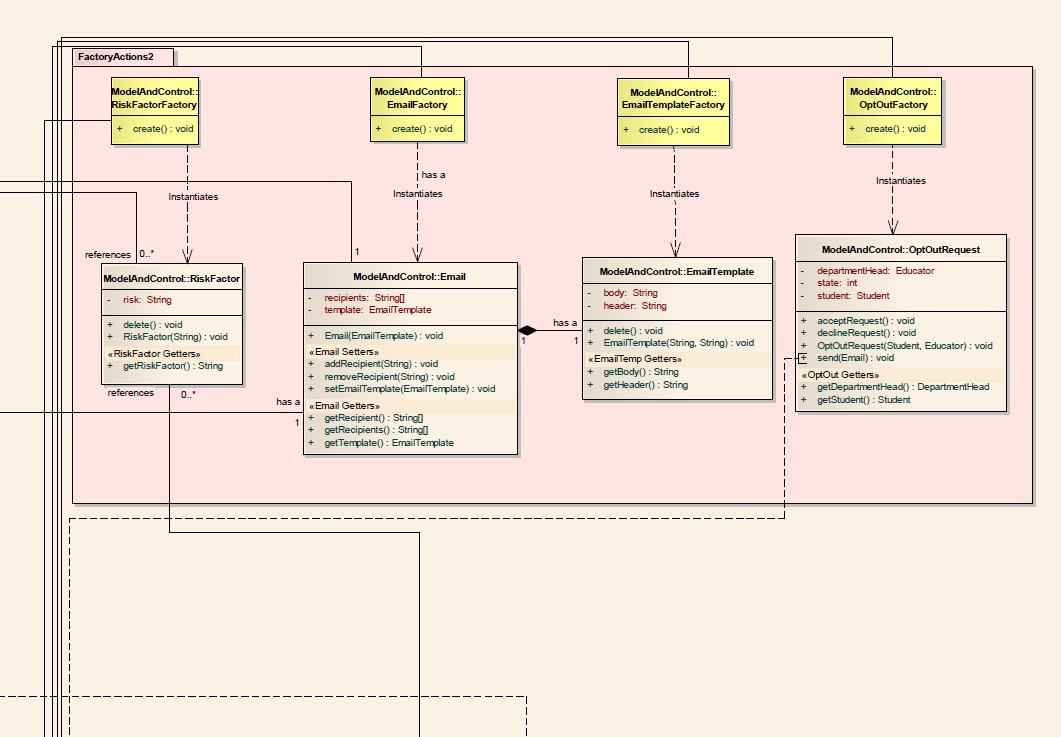 FactoryActions2
ModelAndControl::
RiskFactorFactory
+ create() : void
ModelAndControl::
EmailFactory
+ create() : void
ModelAndControl::
EmailTemplateFactory
+ create() : void
ModelAndControl::
OptOutFactory
+ create() : void
has a
Instantiates
Instantiates
Instantiates
Instantiates
references
0..*
1
ModelAndControl::RiskFactor
- risk: String
+ delete() : void
+ RiskFactor(String) : void
«RiskFactor Getters»
+ getRiskFactor() : String
references
0..*
has a
1
ModelAndControl::Email
- recipients: String[]
- template: EmailTemplate
+ Email(EmailTemplate) : void
«Email Setters»
+ addRecipient(String) : void
+ removeRecipient(String) : void
+ setEmailTemplate(EmailTemplate) : void
«Email Getters»
+ getRecipient() : String[]
+ getRecipients() : String[]
+ getTemplate() : EmailTemplate
has a
1
1
ModelAndControl::EmailTemplate
- body: String
- header: String
+ delete() : void
+ EmailTemplate(String, String) : void
«EmailTemp Getters»
+ getBody() : String
+ getHeader() : String
ModelAndControl::OptOutRequest
- departmentHead: Educator
- state: int
- student: Student
+ acceptRequest() : void
+ declineRequest() : void
+ OptOutRequest(Student, Educator) : void
+ send(Email) : void
«OptOut Getters»
+ getDepartmentHead() : DepartmentHead
+ getStudent() : Student